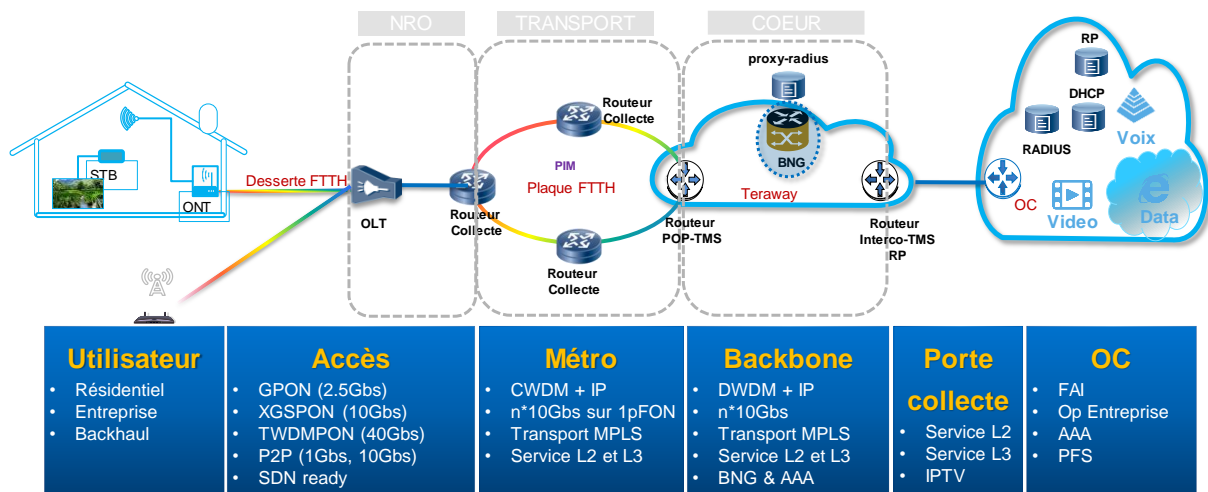 NRO
TRANSPORT
COEUR
proxy-radius
BNG
Routeur
Collecte
PIM
Plaque FTTH
Routeur
Collecte
Routeur
Collecte
STB
ONT
Desserte FTTH
OLT
Teraway
Routeur
POP-TMS
Routeur
Interco-TMS
RP
RP
DHCP
RADIUS
Voix
OC
Video
e
Data
Utilisateur
• Résidentiel
• Entreprise
• Backhaul
Accès
• GPON (2.5Gbs)
• XGSPON (10Gbs)
• TWDMPON (40Gbs)
• P2P (1Gbs, 10Gbs)
• SDN ready
Métro
• CWDM + IP
• n*10Gbs sur 1pFON
• Transport MPLS
• Service L2 et L3
Backbone
• DWDM + IP
• n*10Gbs
• Transport MPLS
• Service L2 et L3
• BNG & AAA
Porte
collecte
• Service L2
• Service L3
• IPTV
OC
• FAI
• Op Entreprise
• AAA
• PFS